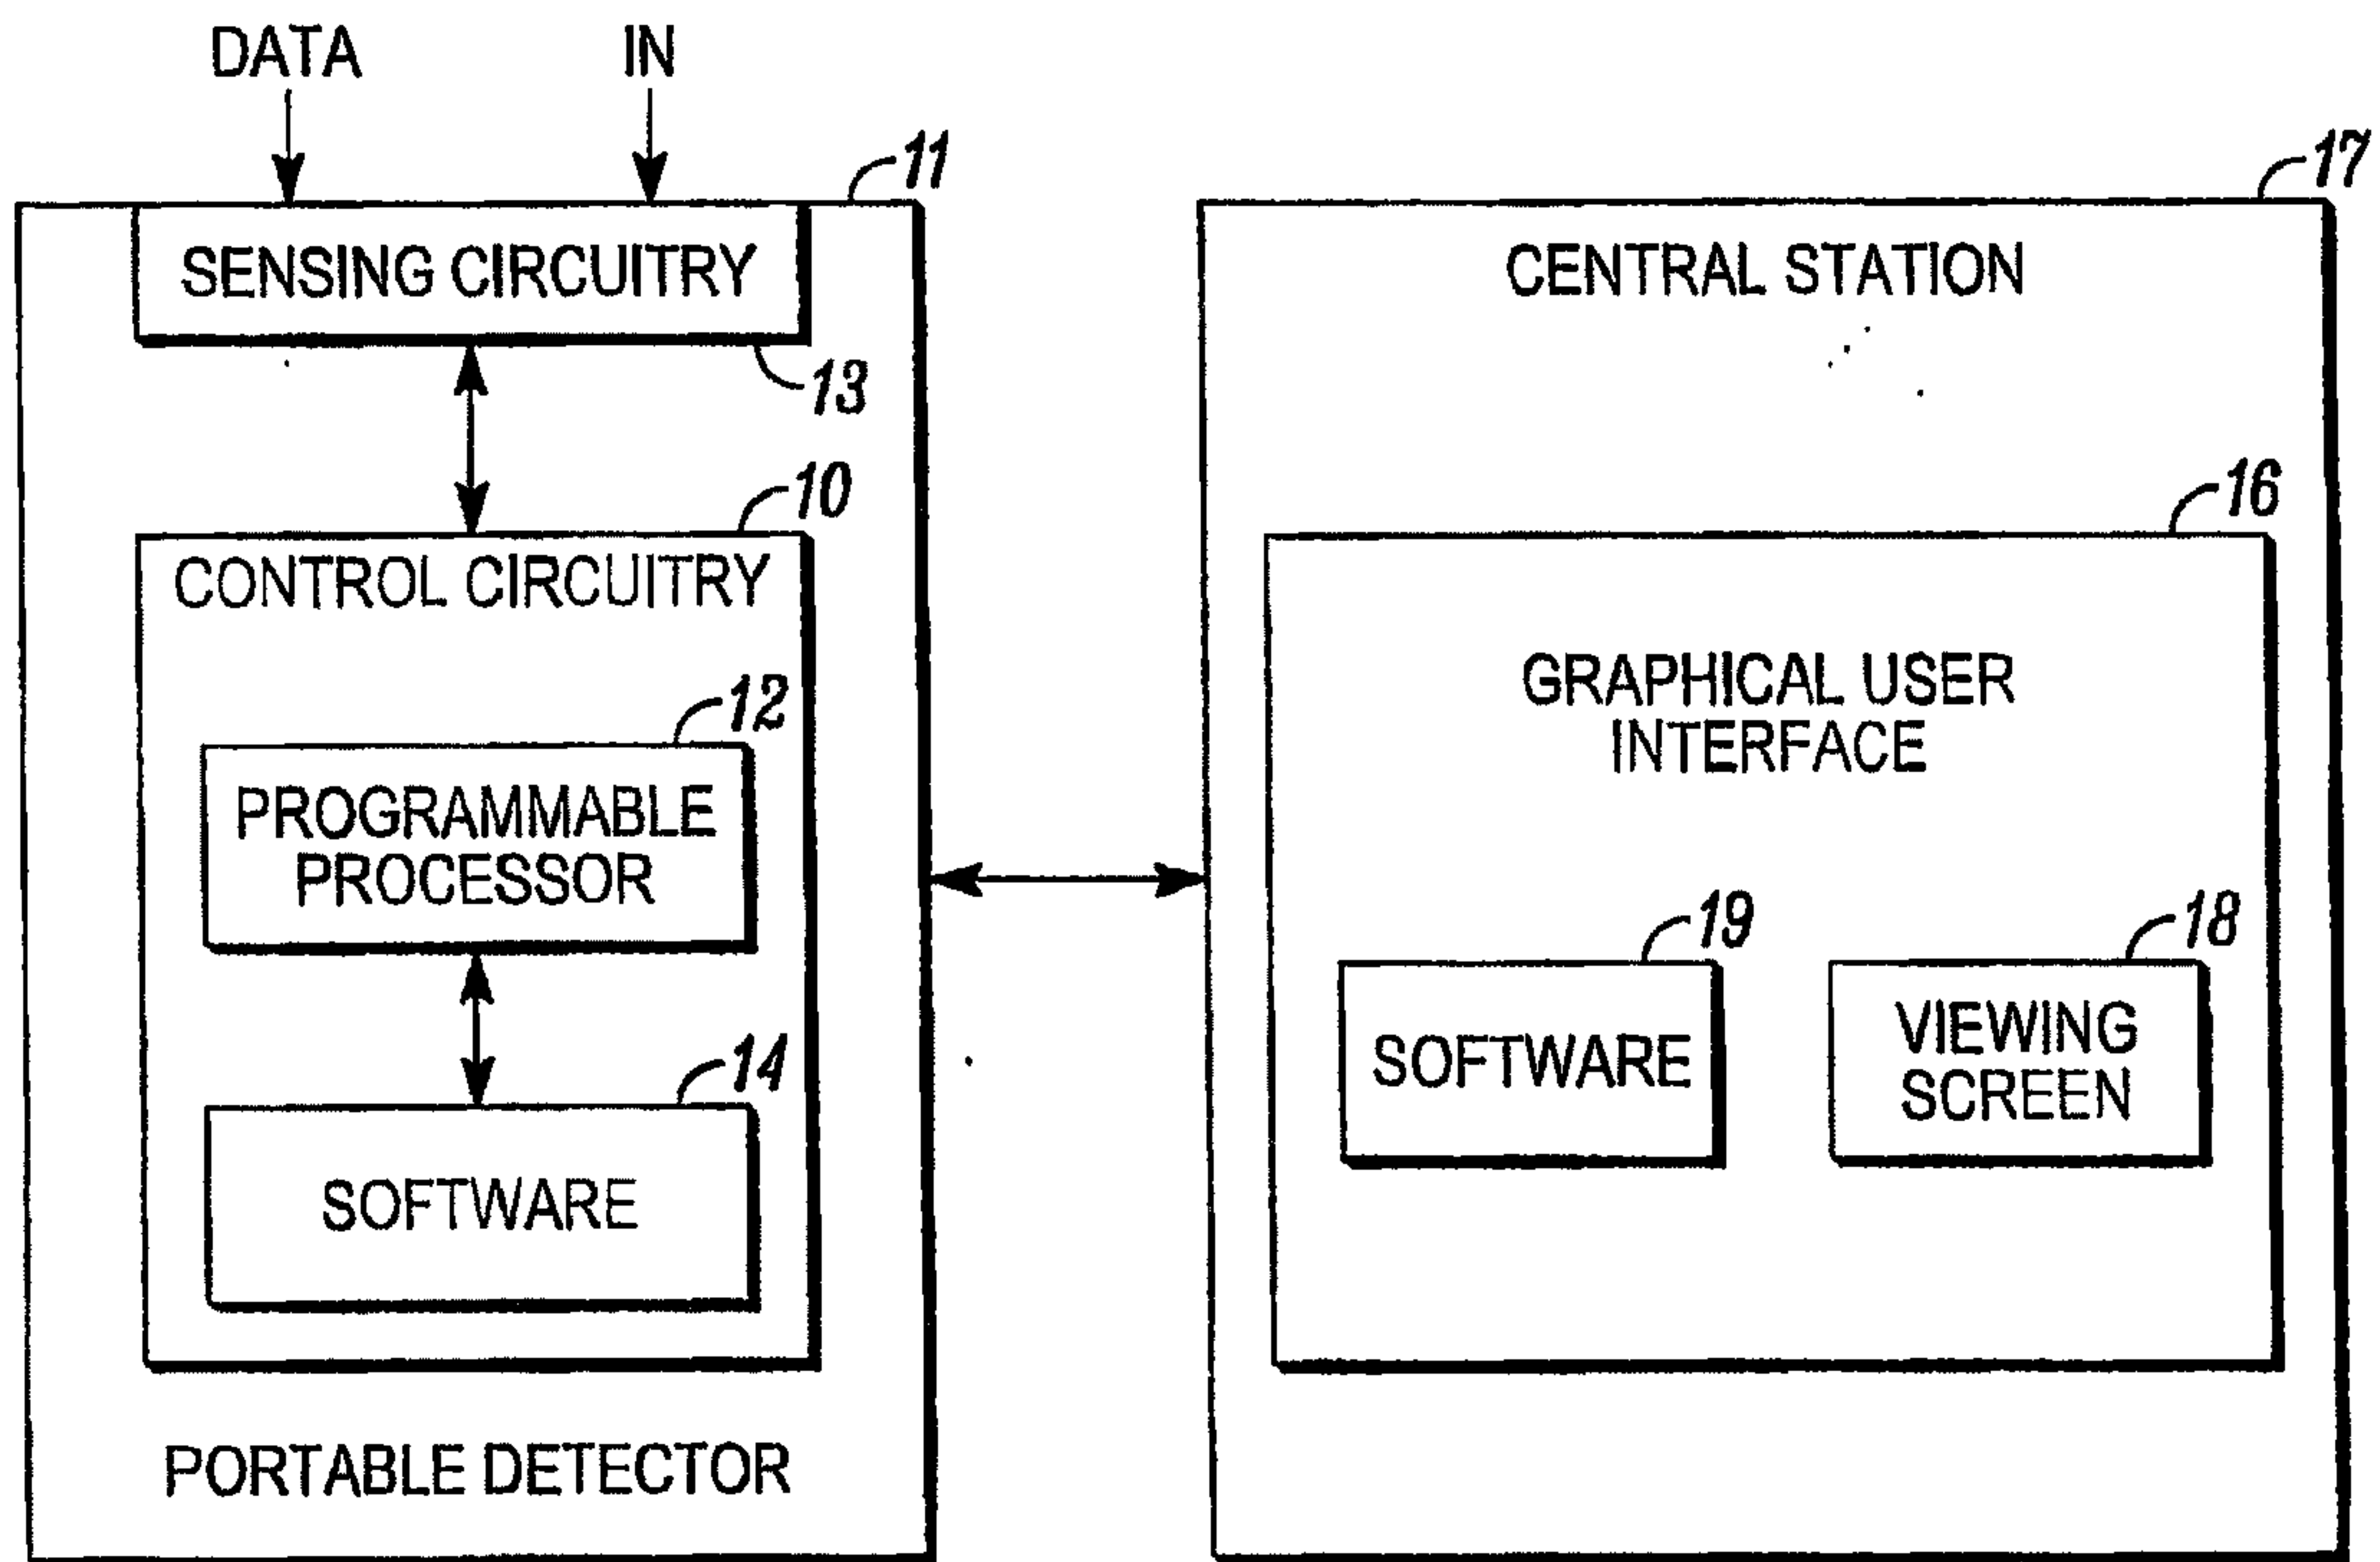 DATA IN
11
SENSING CIRCUITRY
13
10
CONTROL CIRCUITRY
12
PROGRAMMABLE
PROCESSOR
14
SOFTWARE
PORTABLE DETECTOR
17
CENTRAL STATION
16
GRAPHICAL USER
INTERFACE
19
SOFTWARE
18
VIEWING
SCREEN